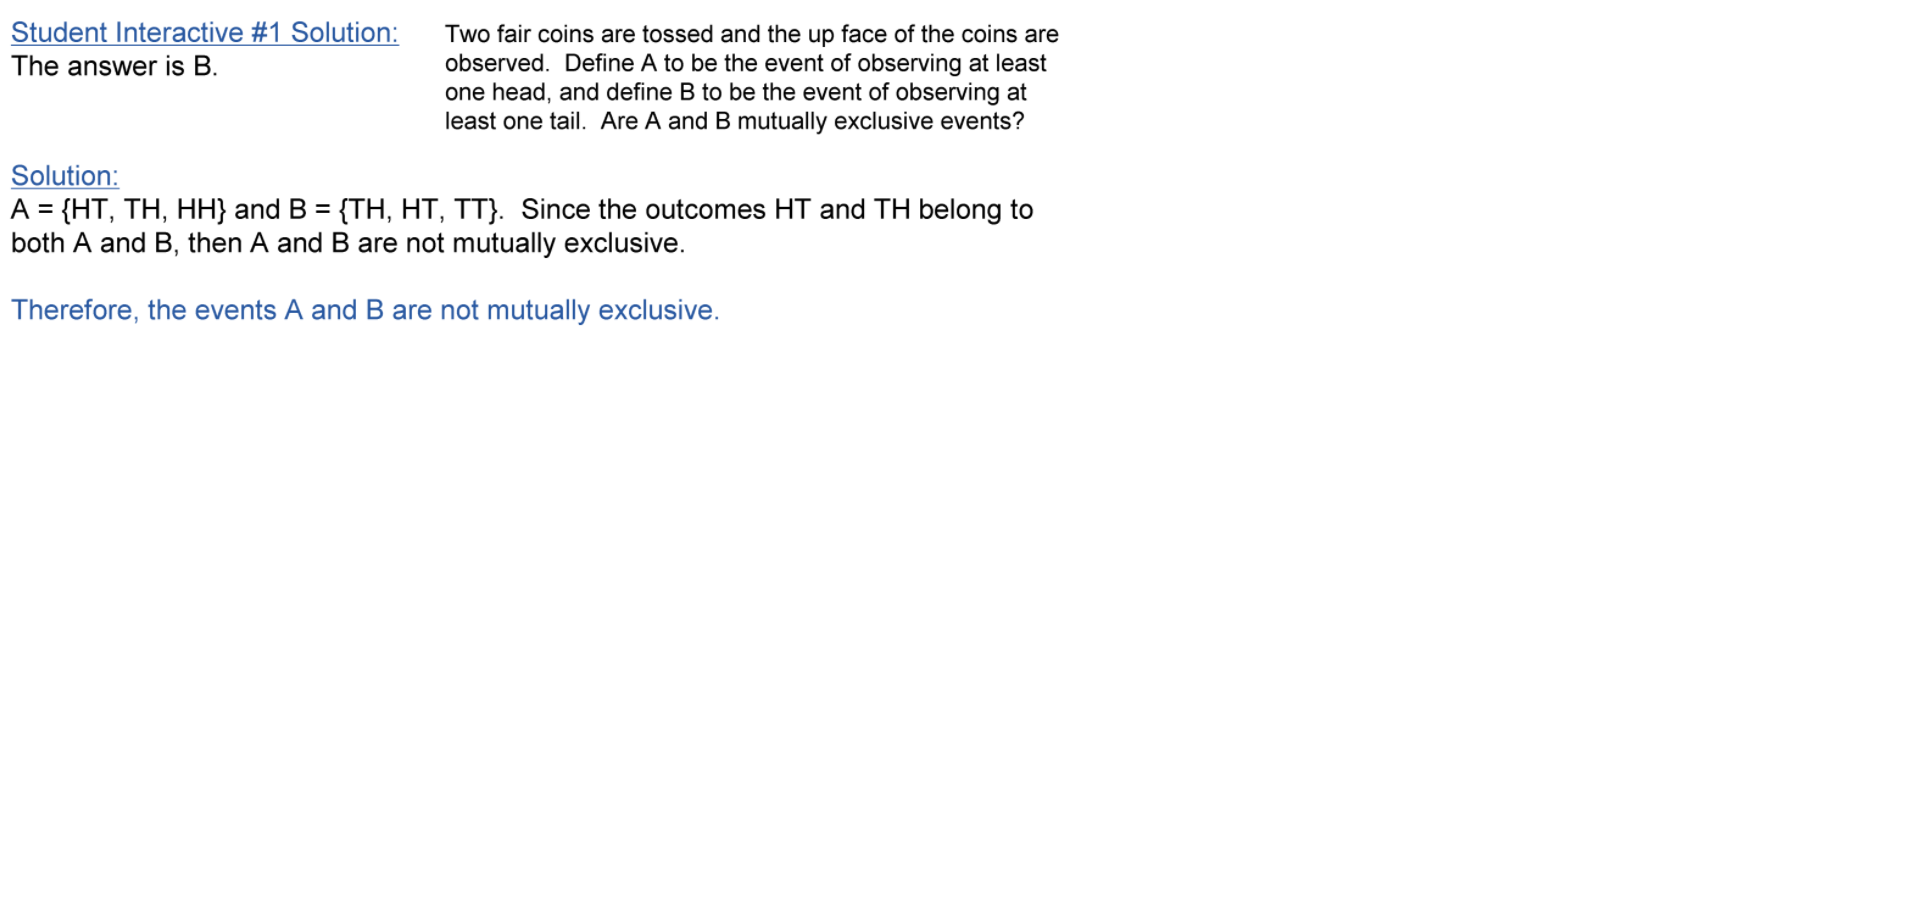 Student Interactive #1 Solution:
The answer is B.
Two fair coins are tossed and the up face of the coins are
observed.  Define A to be the event of observing at least
one head, and define B to be the event of observing at
least one tail.  Are A and B mutually exclusive events?
Solution:
A = {HT, TH, HH} and B = {TH, HT, TT}.  Since the outcomes HT and TH belong to
both A and B, then A and B are not mutually exclusive.
Therefore, the events A and B are not mutually exclusive.